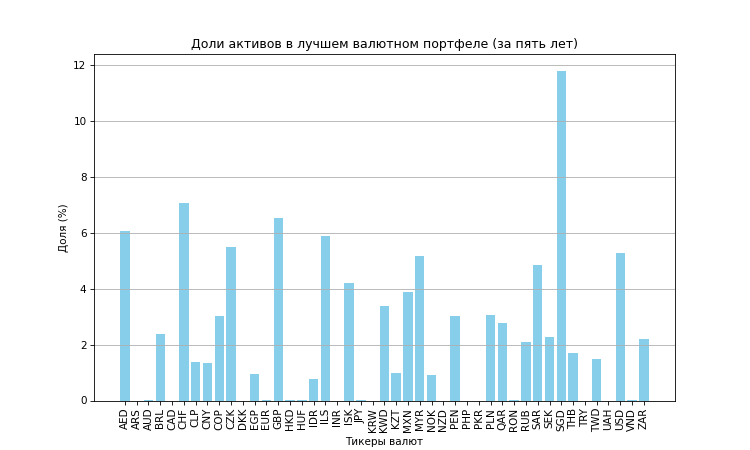 Доли активов в лучшем валютном портфеле (за пять лет)
12
10
8
6
4
2
0
Доля (%)
AED ARS AUD BRL CAD CHF CLP CNY COP CZK DKK EGP EUR GBP HKD HUF IDR ILS INR ISK JPY KRW KWD KZT MXN MYR NOK NZD PEN PHP PKR PLN QAR RON RUB SAR SEK SGD THB TRY TWD UAH USD VND ZAR
Тикеры валют